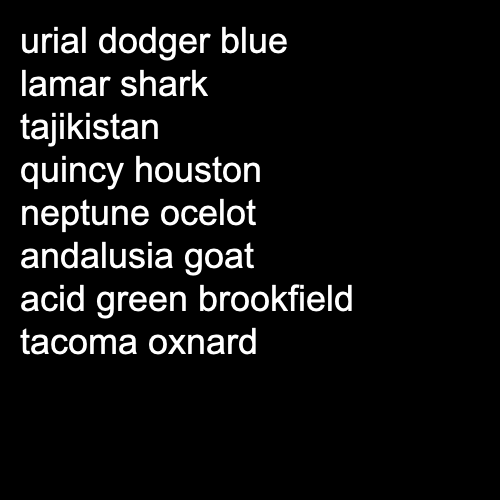 urial dodger blue
lamar shark
tajikistan
quincy houston
neptune ocelot
andalusia goat
acid green brookfield
tacoma oxnard